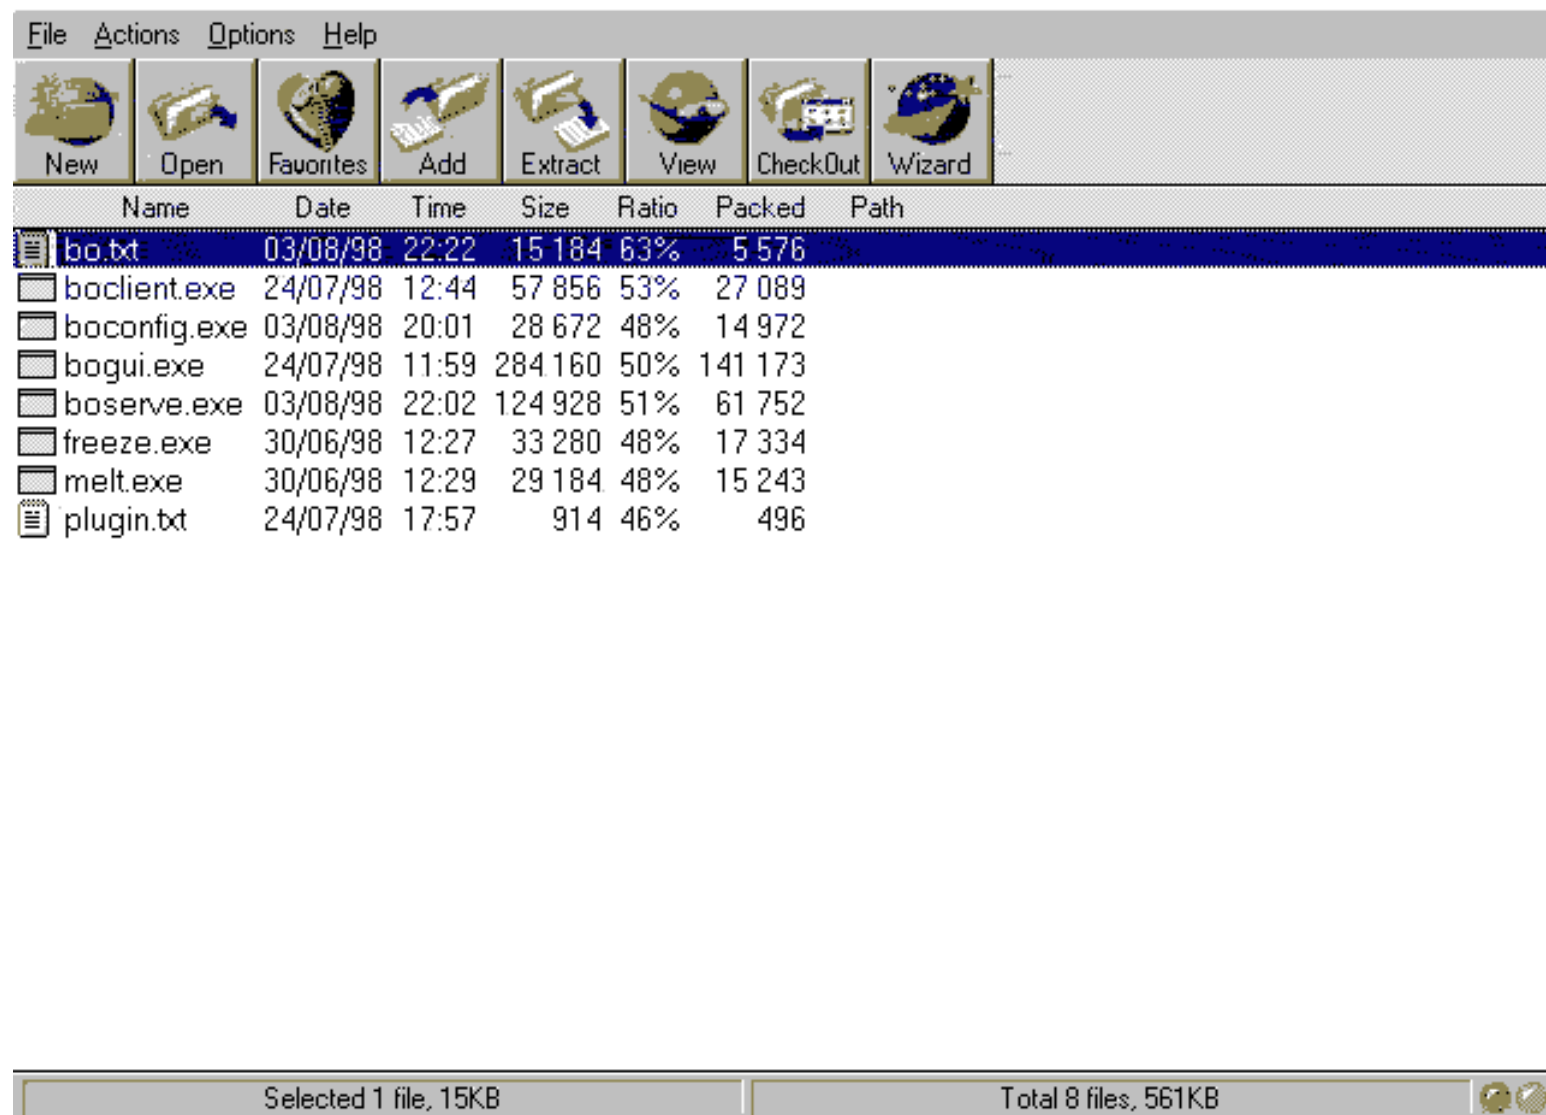 File Actions Options Help
New Open Favorites Add Extract View CheckOut Wizard
Name Date Time Size Ratio Packed Path
bo.txt 03/08/98 22:22 15 184 63% 5 576
boclient.exe 24/07/98 12:44 57 856 53% 27 089
boconfig.exe 03/08/98 20:01 28 672 48% 14 972
bogui.exe 24/07/98 11:59 284 160 50% 141 173
boserve.exe 03/08/98 22:02 124 928 51% 61 752
freeze.exe 30/06/98 12:27 33 280 48% 17 334
melt.exe 30/06/98 12:29 29 184 48% 15 243
plugin.txt 24/07/98 17:57 914 46% 496
Selected 1 file, 15KB Total 8 files, 561KB